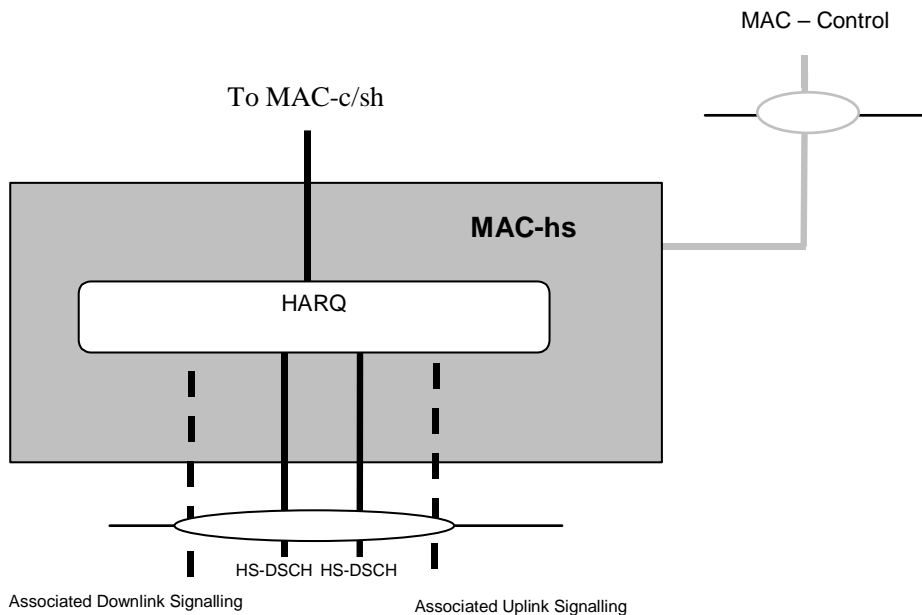 MAC – Control
To MAC-c/sh
MAC-hs
HARQ
HS-DSCH HS-DSCH
Associated Downlink Signalling
Associated Uplink Signalling